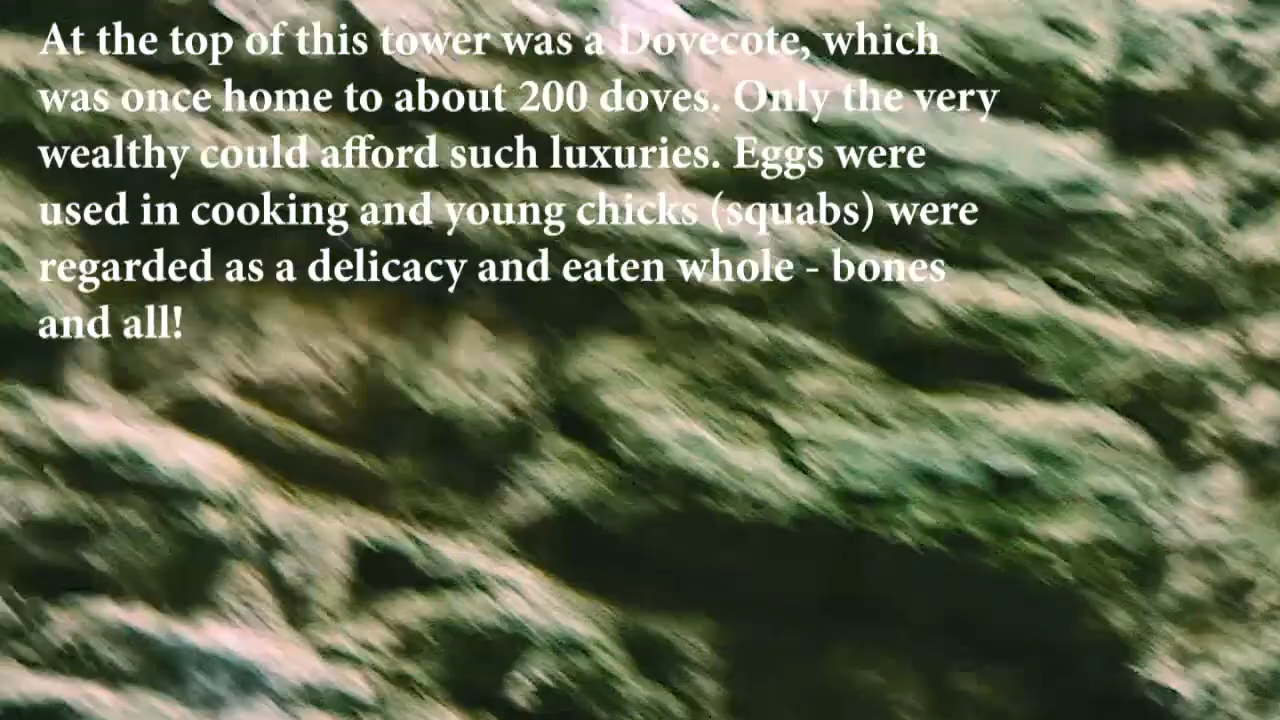 At the top of this tower was a Dovecote, which
was once home to about 200 doves. Only the very
wealthy could afford such luxuries. Eggs were
used in cooking and young chicks (squabs) were
regarded as a delicacy and eaten whole - bones
and all!